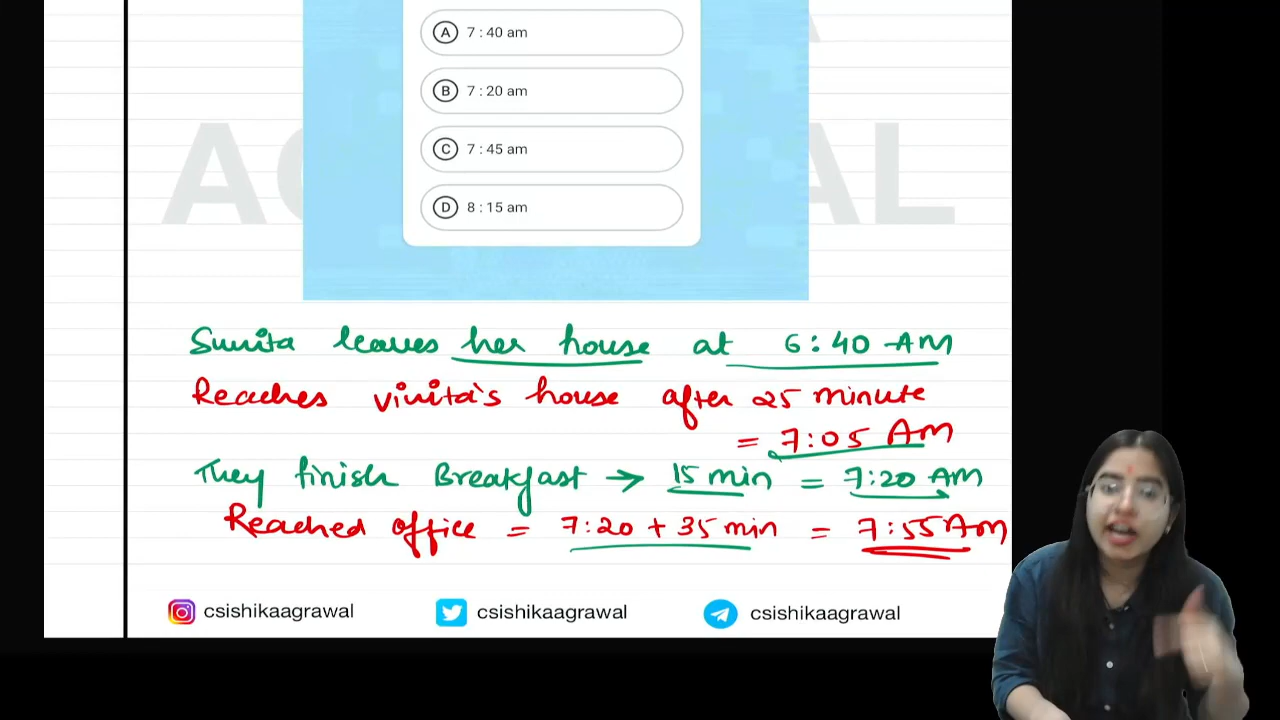 A 7 : 40 am
B 7 : 20 am
C 7 : 45 am
D 8 : 15 am
Sunita leaves her house at 6:40 AM
Reaches vinita's house after 25 minute
= 7:05 AM
They finish Breakfast → 15 min = 7:20 AM
Reached office = 7:20 + 35 min = 7:55 AM
csishikaagrawal csishikaagrawal csishikaagrawal